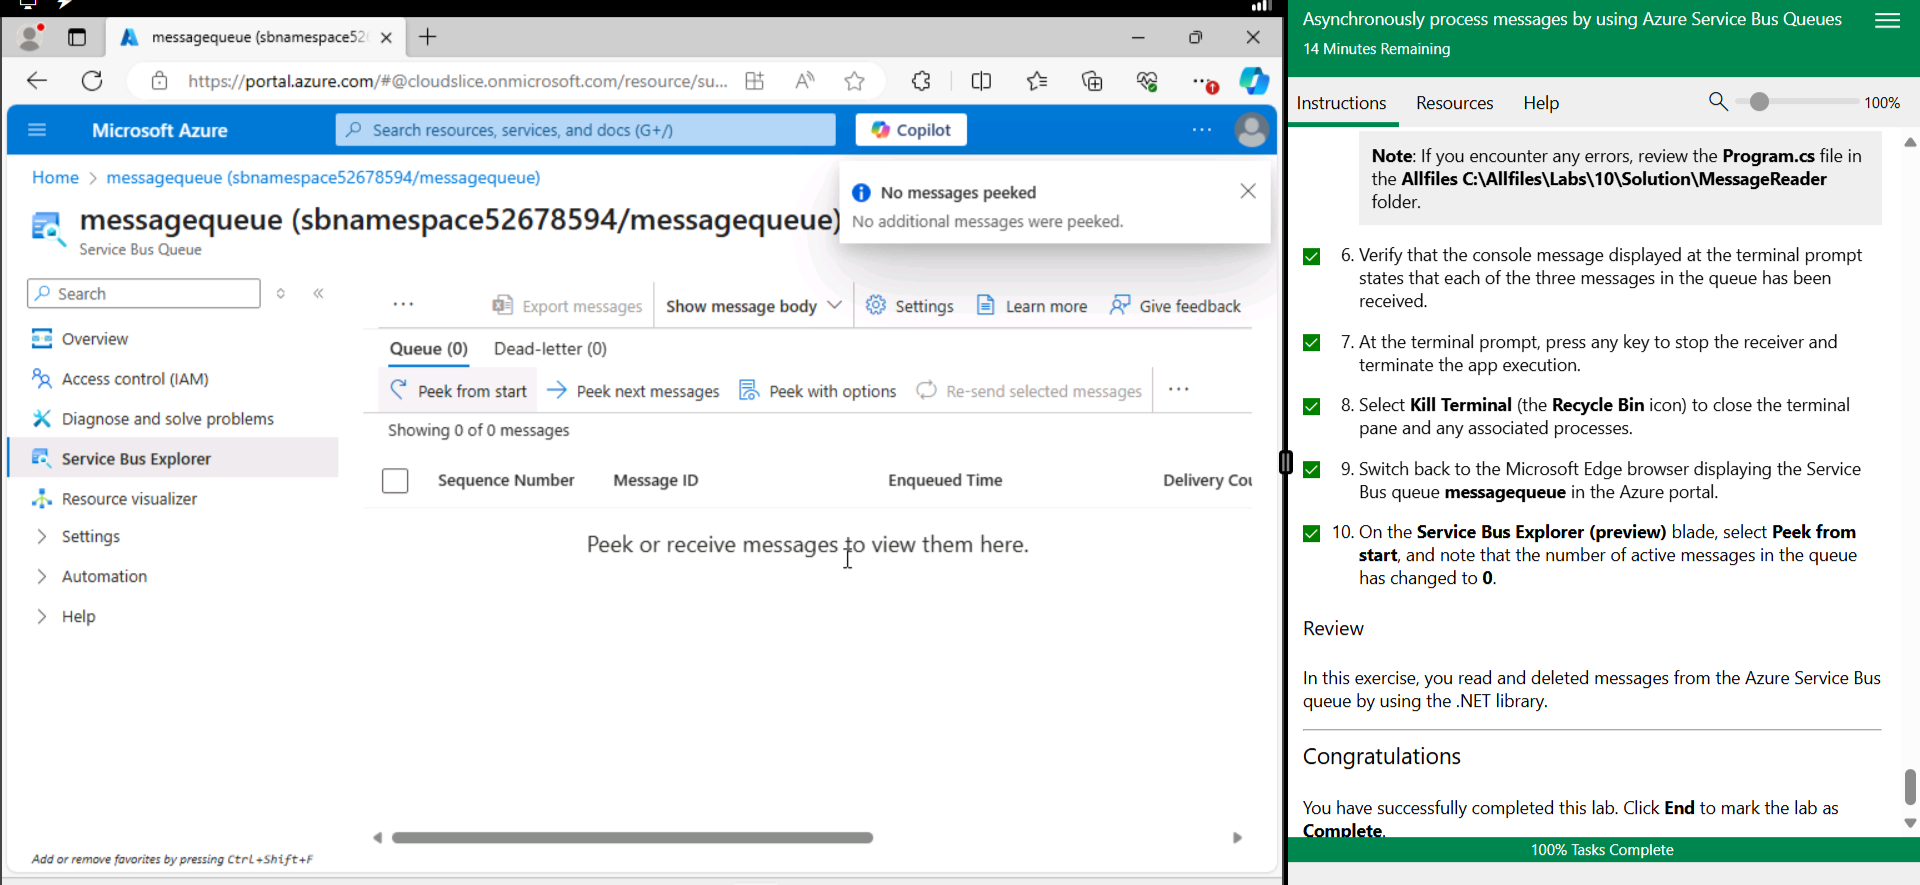 messagequeue (sbnamespace52
https://portal.azure.com/#@cloudslice.onmicrosoft.com/resource/su...
Microsoft Azure
Search resources, services, and docs (G+/)
Copilot
Home > messagequeue (sbnamespace52678594/messagequeue)
No messages peeked
No additional messages were peeked.
messagequeue (sbnamespace52678594/messagequeue)
Service Bus Queue
Search
Overview
Access control (IAM)
Diagnose and solve problems
Service Bus Explorer
Resource visualizer
Settings
Automation
Help
Export messages
Show message body
Settings
Learn more
Give feedback
Queue (0)
Dead-letter (0)
Peek from start
Peek next messages
Peek with options
Re-send selected messages
Showing 0 of 0 messages
Sequence Number
Message ID
Enqueued Time
Delivery Cou
Peek or receive messages to view them here.
Add or remove favorites by pressing Ctrl+Shift+F
Asynchronously process messages by using Azure Service Bus Queues
14 Minutes Remaining
Instructions
Resources
Help
100%
Note: If you encounter any errors, review the Program.cs file in
the Allfiles C:\Allfiles\Labs\10\Solution\MessageReader
folder.
6. Verify that the console message displayed at the terminal prompt
states that each of the three messages in the queue has been
received.
7. At the terminal prompt, press any key to stop the receiver and
terminate the app execution.
8. Select Kill Terminal (the Recycle Bin icon) to close the terminal
pane and any associated processes.
9. Switch back to the Microsoft Edge browser displaying the Service
Bus queue messagequeue in the Azure portal.
10. On the Service Bus Explorer (preview) blade, select Peek from
start, and note that the number of active messages in the queue
has changed to 0.
Review
In this exercise, you read and deleted messages from the Azure Service Bus
queue by using the .NET library.
Congratulations
You have successfully completed this lab. Click End to mark the lab as
Complete.
100% Tasks Complete